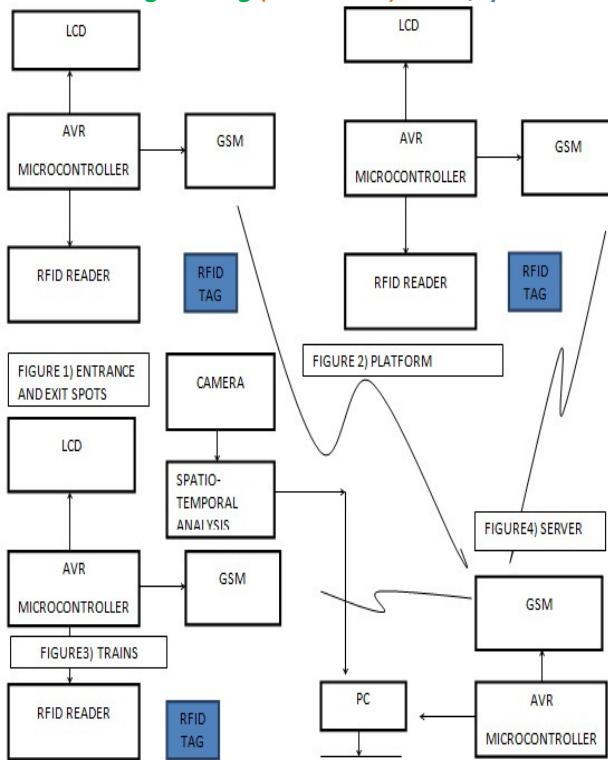 LCD
AVR
MICROCONTROLLER
GSM
RFID READER
RFID
TAG
FIGURE 1) ENTRANCE
AND EXIT SPOTS
LCD
AVR
MICROCONTROLLER
GSM
RFID READER
RFID
TAG
FIGURE 2) PLATFORM
CAMERA
SPATIO-
TEMPORAL
ANALYSIS
LCD
AVR
MICROCONTROLLER
GSM
FIGURE3) TRAINS
RFID READER
RFID
TAG
FIGURE4) SERVER
GSM
PC
AVR
MICROCONTROLLER